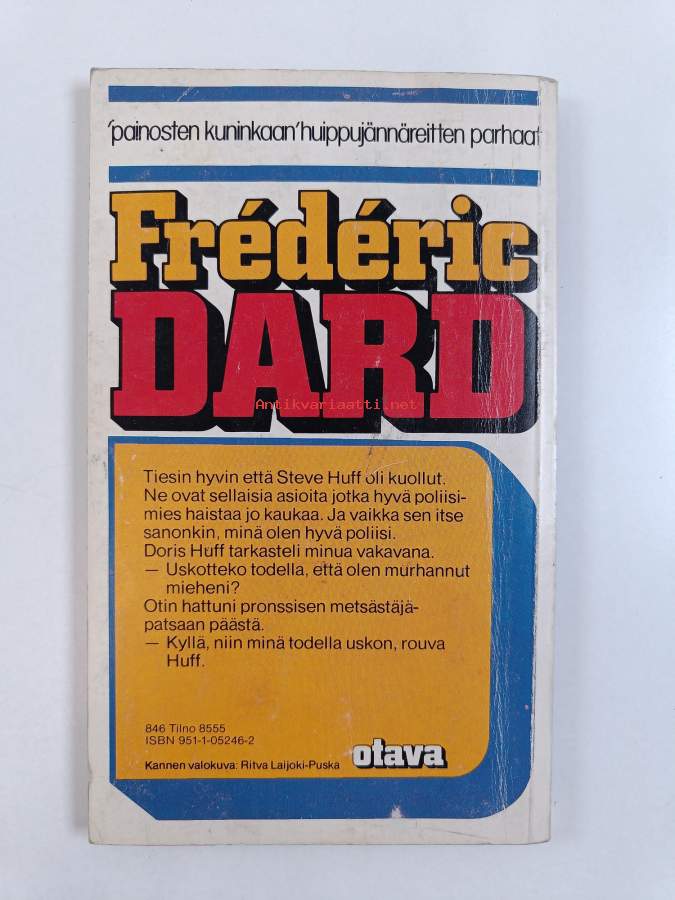 'painosten kuninkaan' huippujännäreitten parhaat
Frédéric
DARD
Antikvariaatti.net
Tiesin hyvin että Steve Huff oli kuollut.
Ne ovat sellaisia asioita jotka hyvä poliisi-
mies haistaa jo kaukaa. Ja vaikka sen itse
sanonkin, minä olen hyvä poliisi.
Doris Huff tarkasteli minua vakavana.
— Uskotteko todella, että olen murhannut
mieheni?
Otin hattuni pronssisen metsästäjä-
patsaan päästä.
— Kyllä, niin minä todella uskon, rouva
Huff.
846 Tilno 8555
ISBN 951-1-05246-2
Kannen valokuva: Ritva Laijoki-Puska
otava